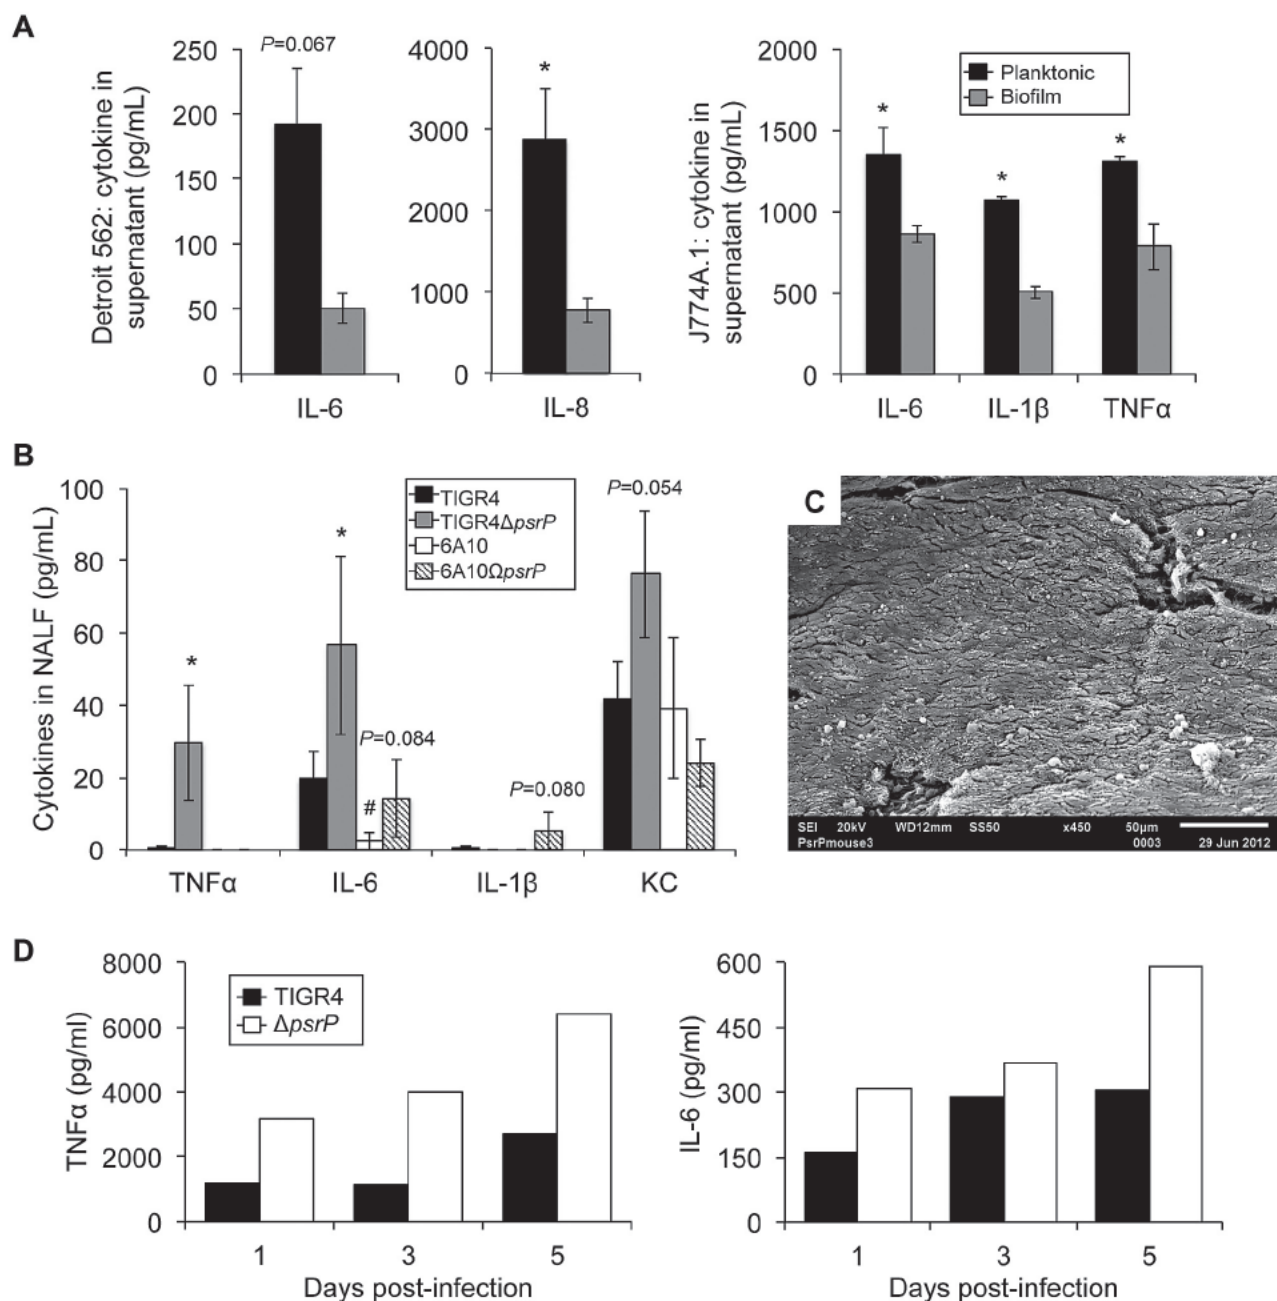 A
Detroit 562: cytokine in
supernatant (pg/mL)
P=0.067
250
200
150
100
50
0
IL-6
4000
3000
2000
1000
0
*
IL-8
J774A.1: cytokine in
supernatant (pg/mL)
2000
1500
1000
500
0
Planktonic
Biofilm
*
*
*
IL-6 IL-1β TNFα
B
Cytokines in NALF (pg/mL)
100
80
60
40
20
0
TIGR4
TIGR4ΔpsrP
6A10
6A10ΩpsrP
P=0.054
*
*
P=0.084
#
P=0.080
TNFα IL-6 IL-1β KC
C
SEI 20kV WD12mm SS50 x450 50µm
PsrPmouse3 0003 29 Jun 2012
D
TNFα (pg/ml)
8000
6000
4000
2000
0
TIGR4
ΔpsrP
1 3 5
Days post-infection
IL-6 (pg/ml)
600
450
300
150
0
1 3 5
Days post-infection